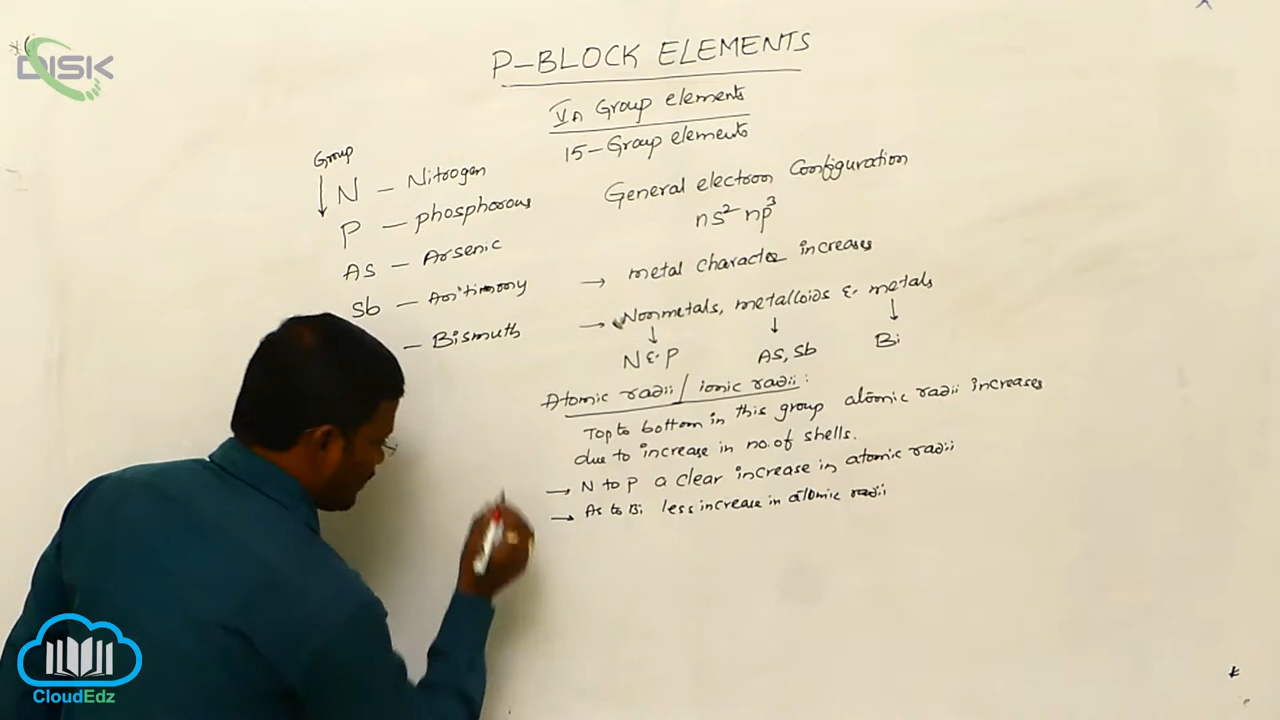 DISK
P-BLOCK ELEMENTS
VA Group elements
15-Group elements
Group
N - Nitrogen
P - phosphorous
As - Arsenic
Sb - Antimony
- Bismuth
General electron Configuration
ns² np³
→ metal character increases
→ Nonmetals, metalloids & metals
N & P As, Sb Bi
Atomic radii / ionic radii :
Top to bottom in this group atomic radii increases
due to increase in no. of shells.
→ N to P a clear increase in atomic radii
→ As to Bi less increase in atomic radii
CloudEdz